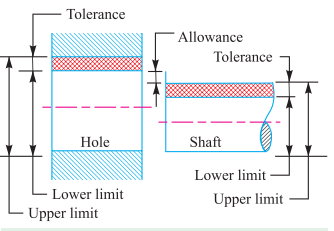 Tolerance
Allowance
Tolerance
Hole
Shaft
Lower limit
Lower limit
Upper limit
Upper limit